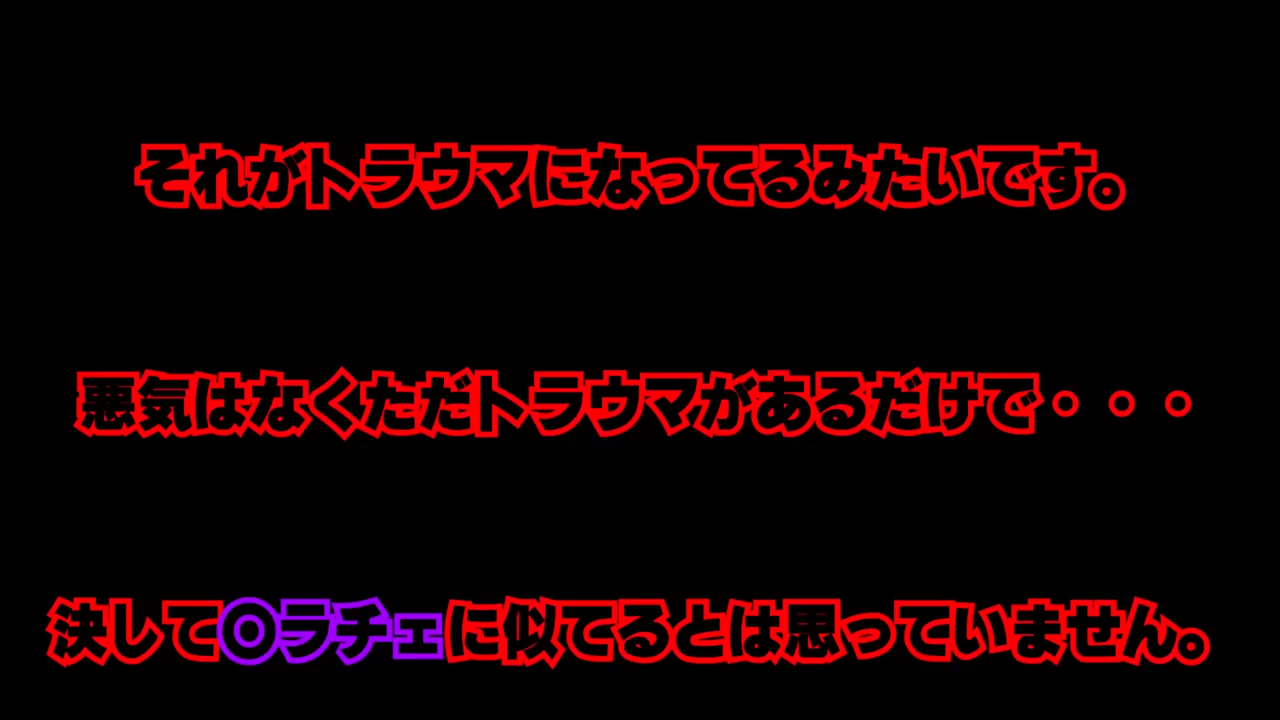 それがトラウマになってるみたいです。
悪気はなくただトラウマがあるだけで・・・
決して〇ラチェに似てるとは思っていません。